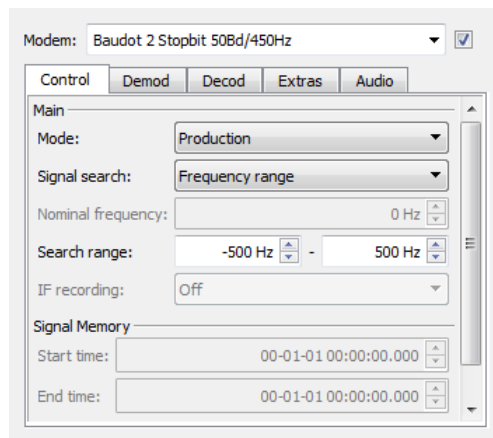 Modem: Baudot 2 Stopbit 50Bd/450Hz
Control Demod Decod Extras Audio
Main
Mode: Production
Signal search: Frequency range
Nominal frequency: 0 Hz
Search range: -500 Hz - 500 Hz
IF recording: Off
Signal Memory
Start time: 00-01-01 00:00:00.000
End time: 00-01-01 00:00:00.000